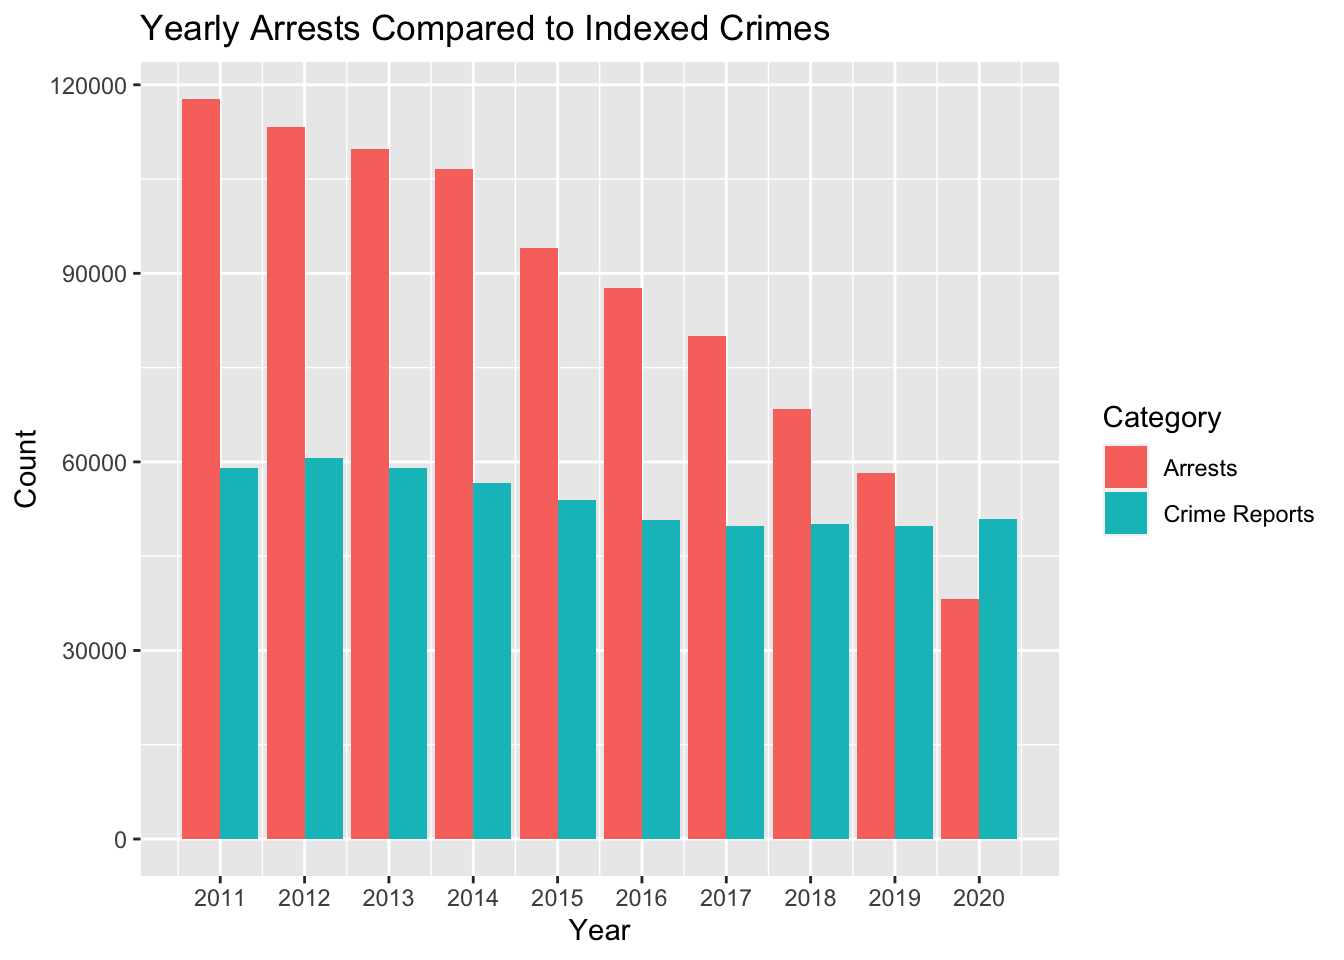 Yearly Arrests Compared to Indexed Crimes
120000
90000
60000
30000
0
Count
2011 2012 2013 2014 2015 2016 2017 2018 2019 2020
Year
Category
Arrests
Crime Reports